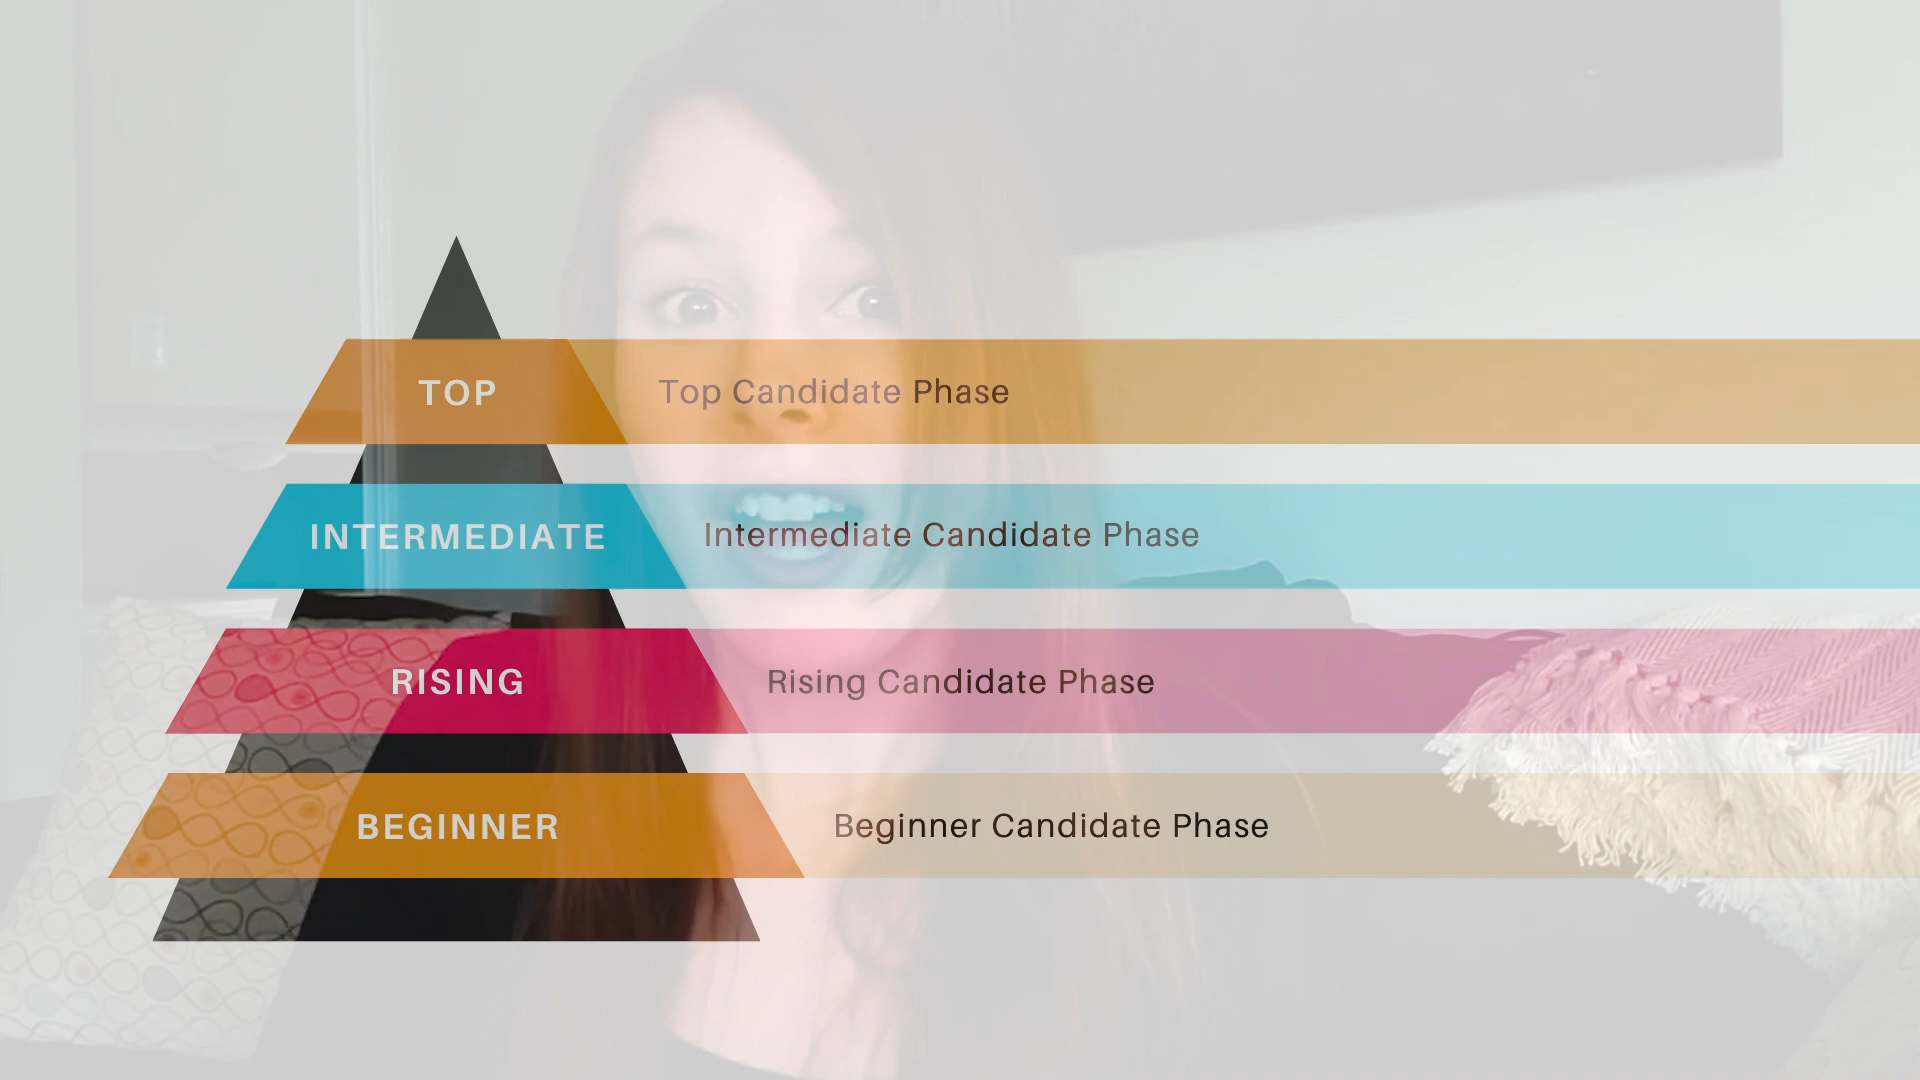 TOP
Top Candidate Phase
INTERMEDIATE
Intermediate Candidate Phase
RISING
Rising Candidate Phase
BEGINNER
Beginner Candidate Phase